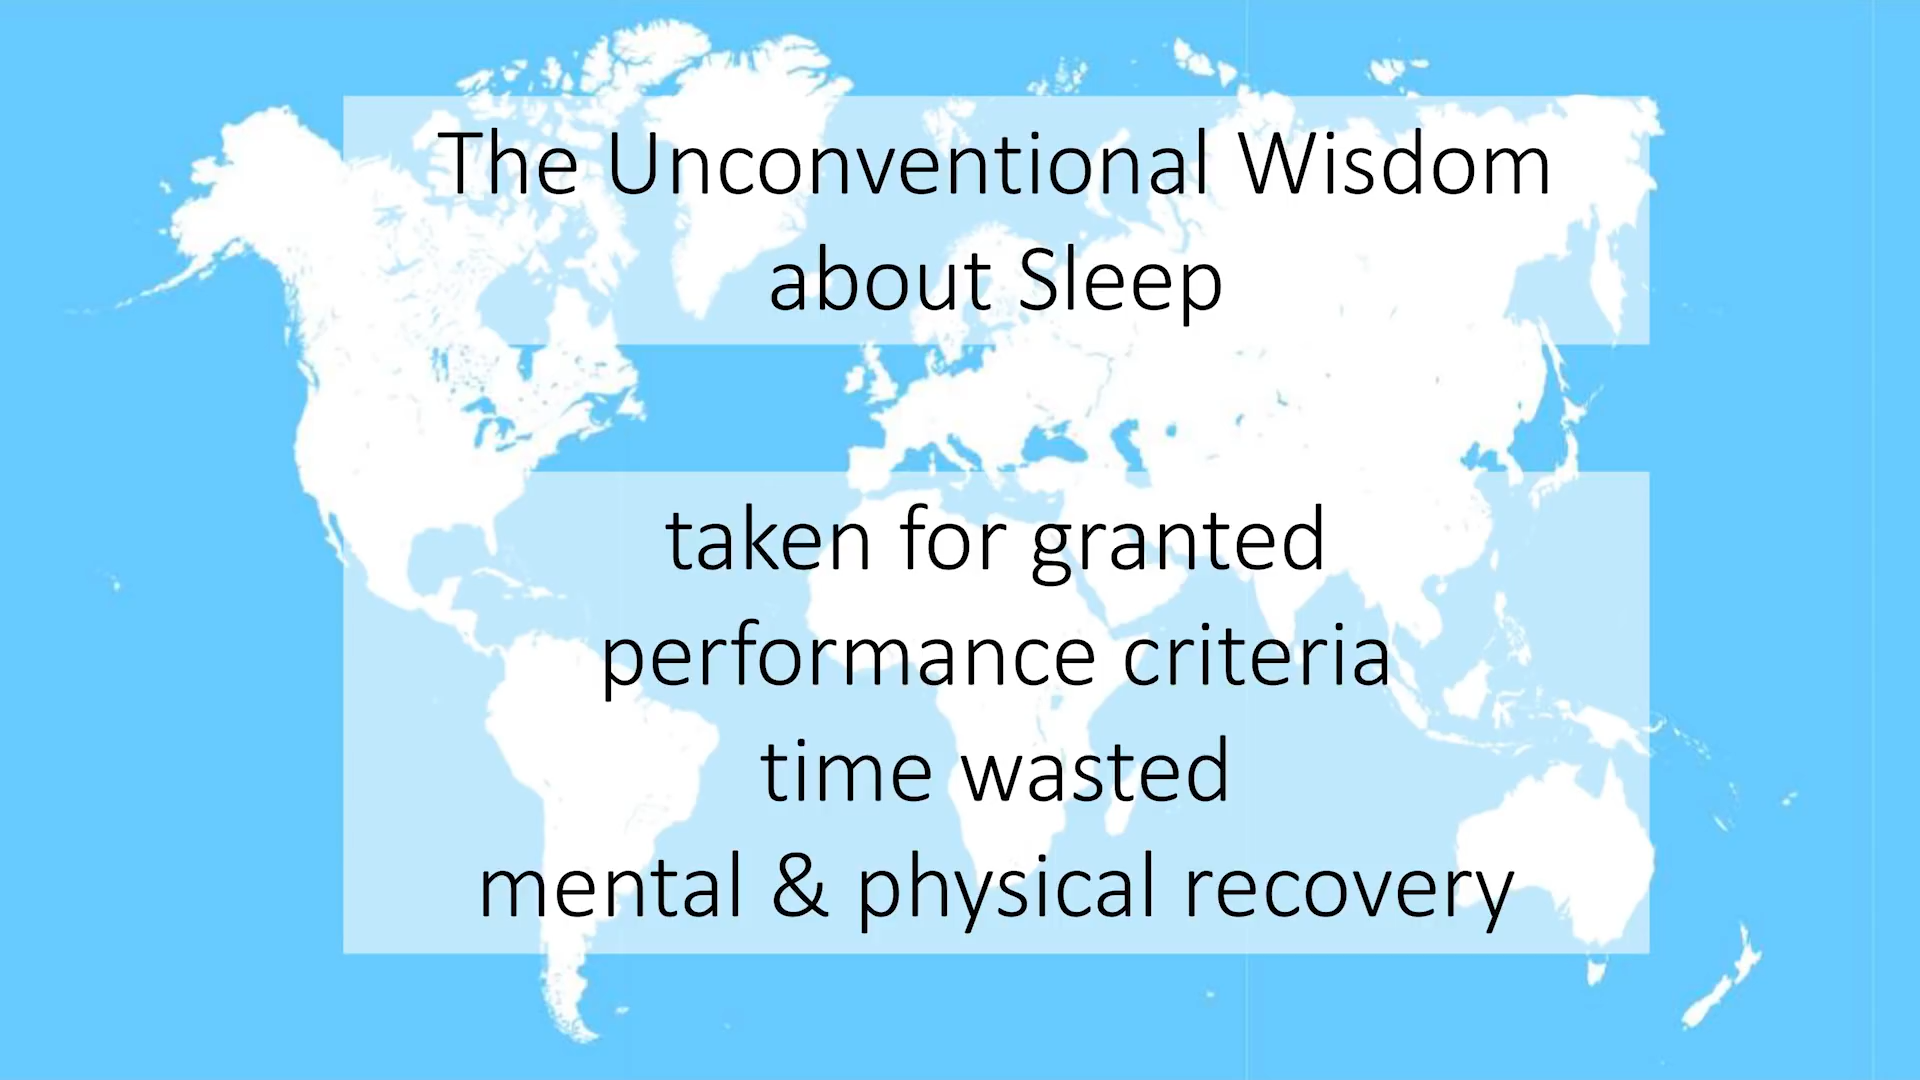 The Unconventional Wisdom
about Sleep
taken for granted
performance criteria
time wasted
mental & physical recovery